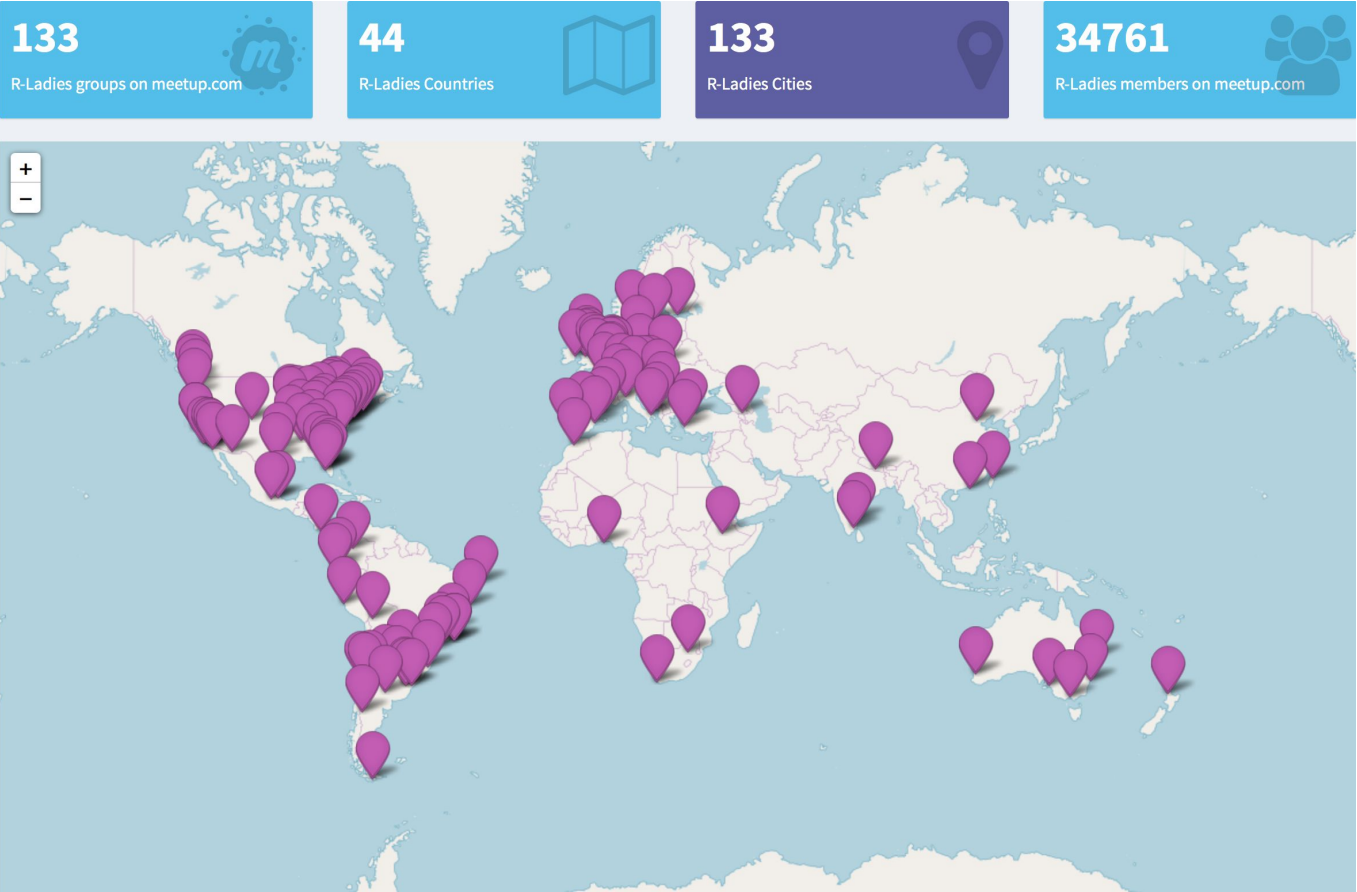 133
R-Ladies groups on meetup.com
44
R-Ladies Countries
133
R-Ladies Cities
34761
R-Ladies members on meetup.com
+
−